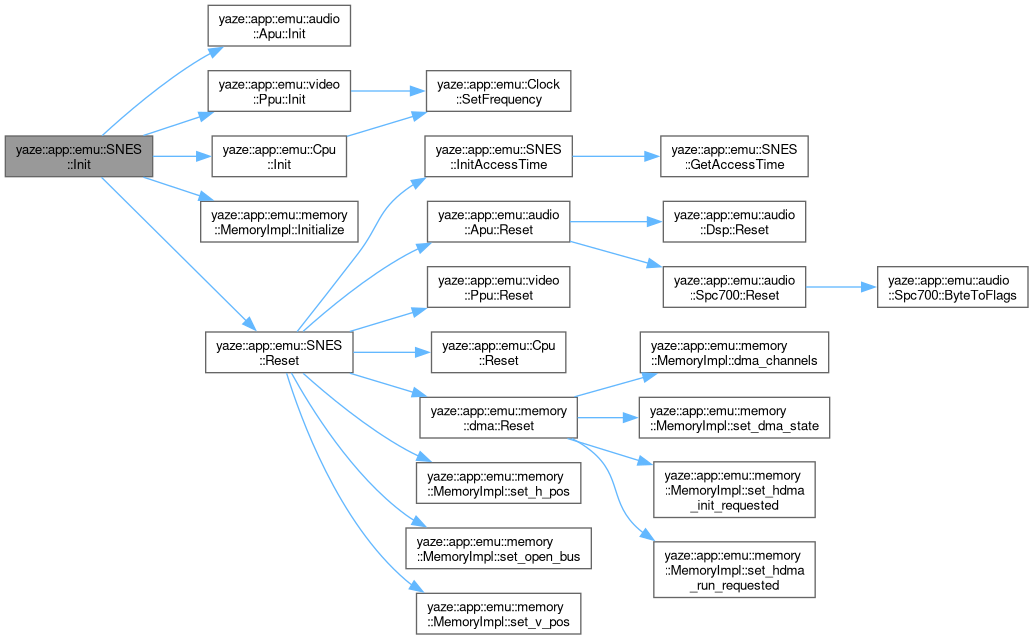 yaze::app::emu::SNES
::Init
yaze::app::emu::audio
::Apu::Init
yaze::app::emu::video
::Ppu::Init
yaze::app::emu::Cpu
::Init
yaze::app::emu::memory
::MemoryImpl::Initialize
yaze::app::emu::SNES
::Reset
yaze::app::emu::Clock
::SetFrequency
yaze::app::emu::SNES
::InitAccessTime
yaze::app::emu::audio
::Apu::Reset
yaze::app::emu::video
::Ppu::Reset
yaze::app::emu::Cpu
::Reset
yaze::app::emu::memory
::dma::Reset
yaze::app::emu::memory
::MemoryImpl::set_h_pos
yaze::app::emu::memory
::MemoryImpl::set_open_bus
yaze::app::emu::memory
::MemoryImpl::set_v_pos
yaze::app::emu::SNES
::GetAccessTime
yaze::app::emu::audio
::Dsp::Reset
yaze::app::emu::audio
::Spc700::Reset
yaze::app::emu::memory
::MemoryImpl::dma_channels
yaze::app::emu::memory
::MemoryImpl::set_dma_state
yaze::app::emu::memory
::MemoryImpl::set_hdma
_init_requested
yaze::app::emu::memory
::MemoryImpl::set_hdma
_run_requested
yaze::app::emu::audio
::Spc700::ByteToFlags